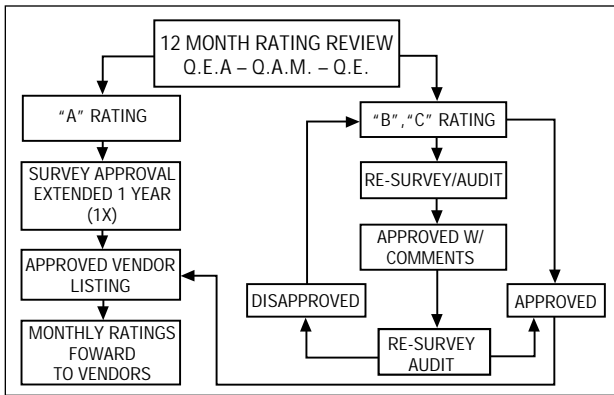 12 MONTH RATING REVIEW
Q.E.A – Q.A.M. – Q.E.
“A” RATING
SURVEY APPROVAL
EXTENDED 1 YEAR
(1X)
APPROVED VENDOR
LISTING
MONTHLY RATINGS
FOWARD
TO VENDORS
“B”,“C” RATING
RE-SURVEY/AUDIT
APPROVED W/
COMMENTS
DISAPPROVED
APPROVED
RE-SURVEY
AUDIT